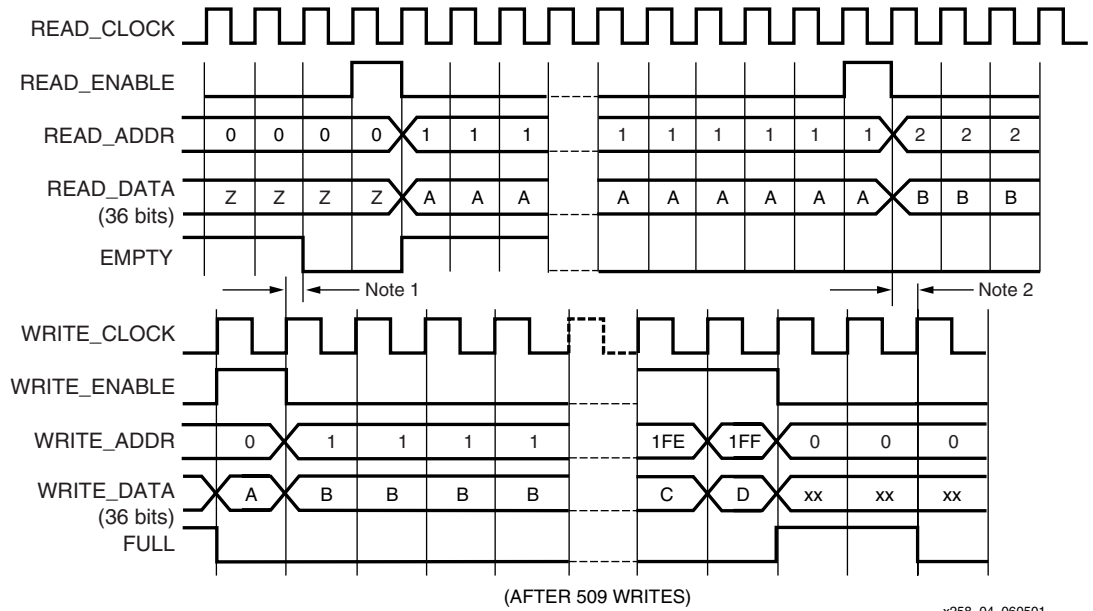 READ_CLOCK
READ_ENABLE
READ_ADDR 0 0 0 0 1 1 1 1 1 1 1 1 1 2 2 2
READ_DATA Z Z Z Z A A A A A A A A A B B B
(36 bits)
EMPTY
Note 1 Note 2
WRITE_CLOCK
WRITE_ENABLE
WRITE_ADDR 0 1 1 1 1 1FE 1FF 0 0 0
WRITE_DATA A B B B B C D xx xx xx
(36 bits)
FULL
(AFTER 509 WRITES)
x258_04_060501